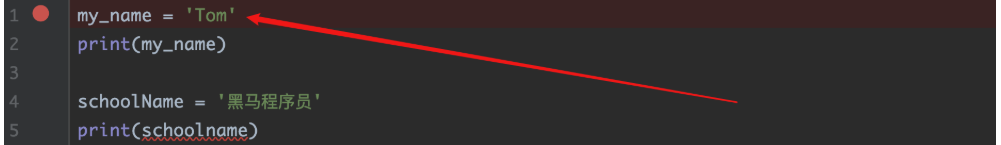 1 my_name = 'Tom'
2 print(my_name)
3
4 schoolName = '黑马程序员'
5 print(schoolname)